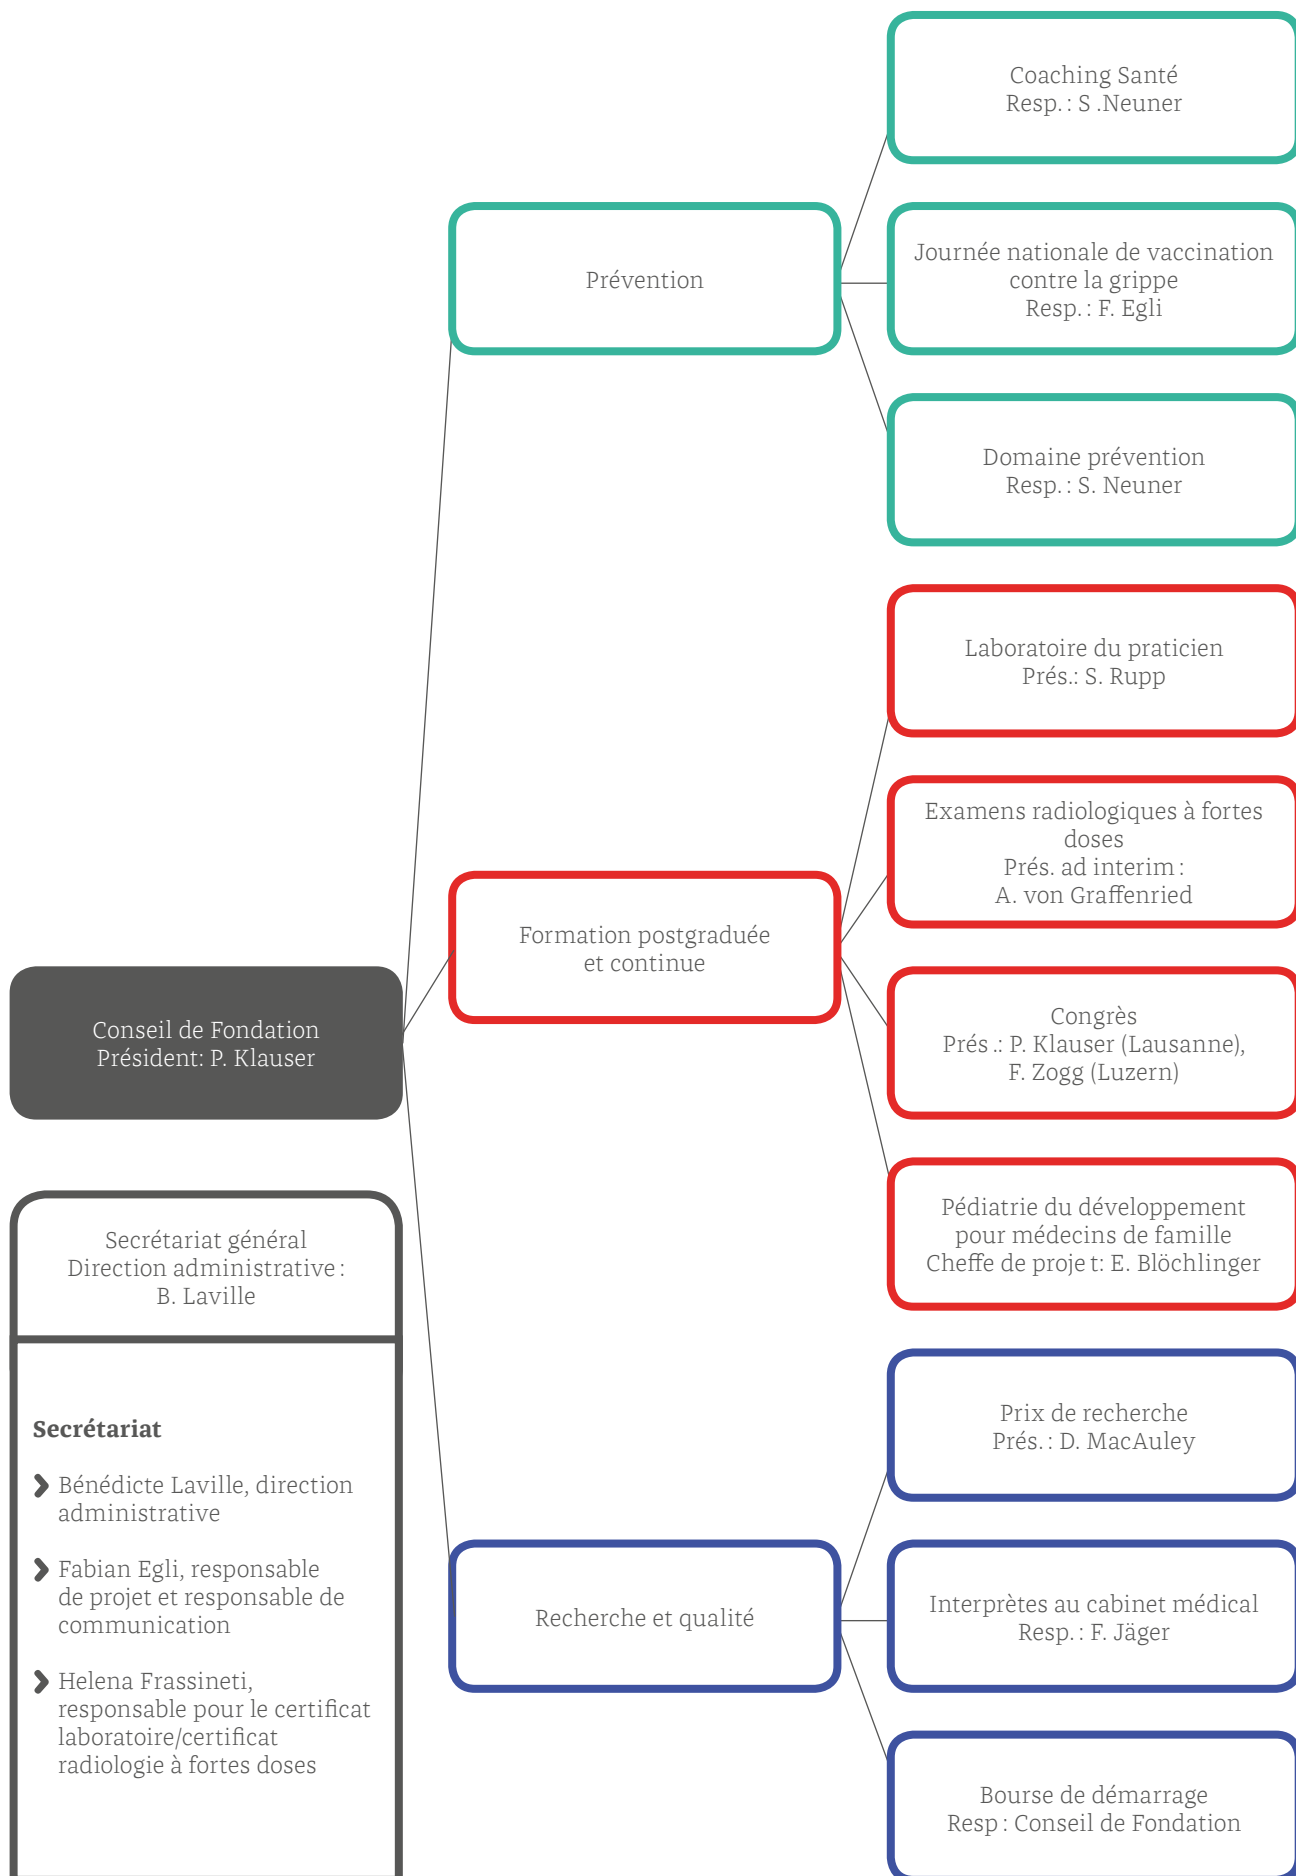 Coaching Santé
Resp. : S .Neuner
Journée nationale de vaccination
contre la grippe
Resp. : F. Egli
Prévention
Domaine prévention
Resp. : S. Neuner
Laboratoire du praticien
Prés.: S. Rupp
Examens radiologiques à fortes
doses
Prés. ad interim :
A. von Graffenried
Formation postgraduée
et continue
Congrès
Prés .: P. Klauser (Lausanne),
F. Zogg (Luzern)
Conseil de Fondation
Président: P. Klauser
Pédiatrie du développement
pour médecins de famille
Cheffe de proje t: E. Blöchlinger
Secrétariat général
Direction administrative :
B. Laville
Secrétariat
Bénédicte Laville, direction
administrative
Fabian Egli, responsable
de projet et responsable de
communication
Helena Frassineti,
responsable pour le certificat
laboratoire/certificat
radiologie à fortes doses
Prix de recherche
Prés. : D. MacAuley
Recherche et qualité
Interprètes au cabinet médical
Resp. : F. Jäger
Bourse de démarrage
Resp : Conseil de Fondation